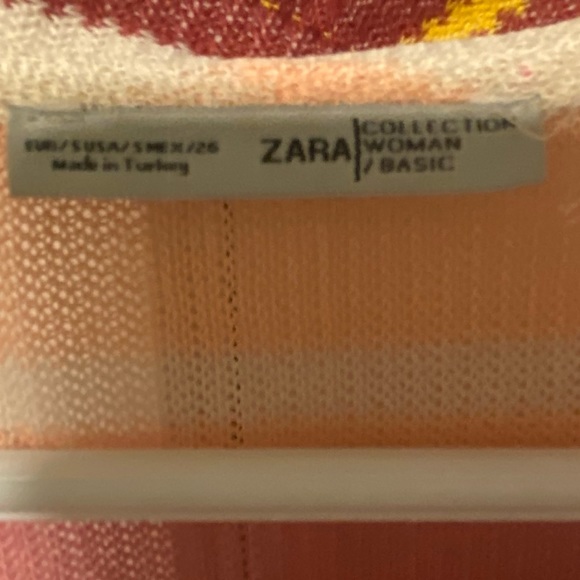 EUR/S USA/S MEX/26
Made in Turkey
ZARA
COLLECTION
WOMAN
/ BASIC